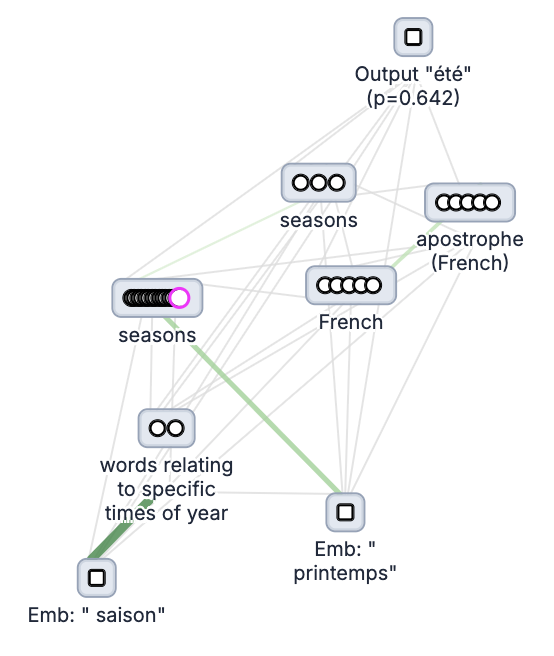 Output "été"
(p=0.642)
seasons
apostrophe
(French)
seasons
French
words relating
to specific
times of year
Emb: "
printemps"
Emb: " saison"